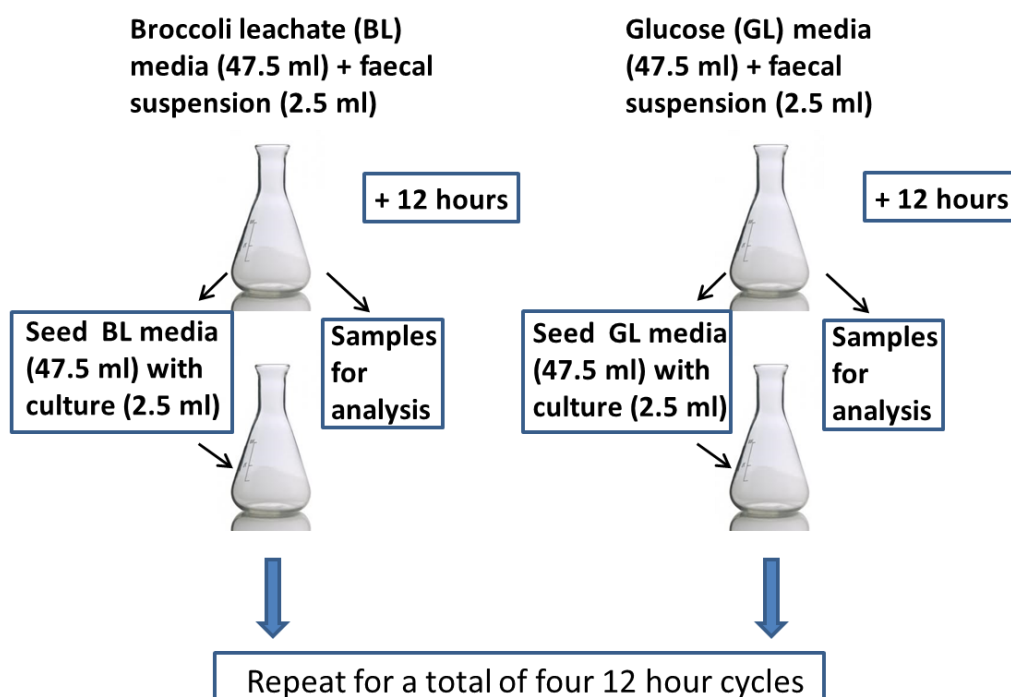 Broccoli leachate (BL)
media (47.5 ml) + faecal
suspension (2.5 ml)
+ 12 hours
Seed BL media
(47.5 ml) with
culture (2.5 ml)
Samples
for
analysis
Glucose (GL) media
(47.5 ml) + faecal
suspension (2.5 ml)
+ 12 hours
Seed GL media
(47.5 ml) with
culture (2.5 ml)
Samples
for
analysis
Repeat for a total of four 12 hour cycles